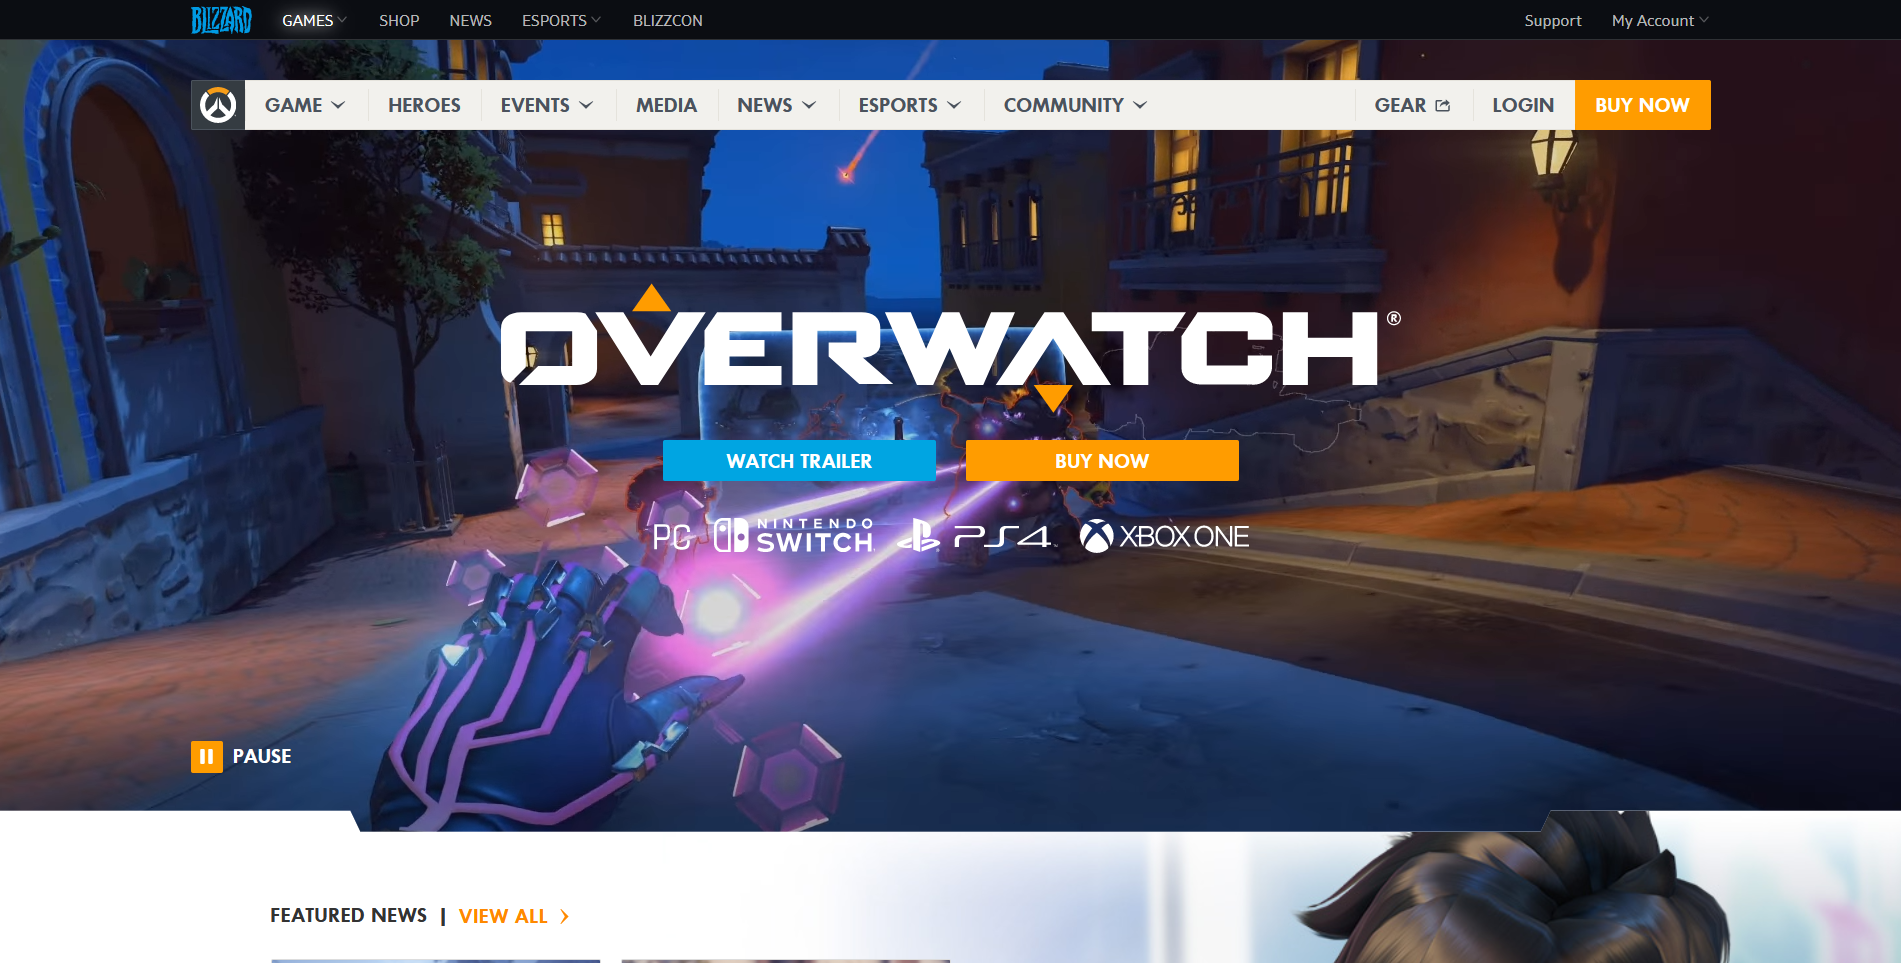 BLIZZARD GAMES SHOP NEWS ESPORTS BLIZZCON Support My Account
GAME HEROES EVENTS MEDIA NEWS ESPORTS COMMUNITY GEAR LOGIN BUY NOW
OVERWATCH®
WATCH TRAILER BUY NOW
PC NINTENDO SWITCH PS4 XBOX ONE
PAUSE
FEATURED NEWS | VIEW ALL